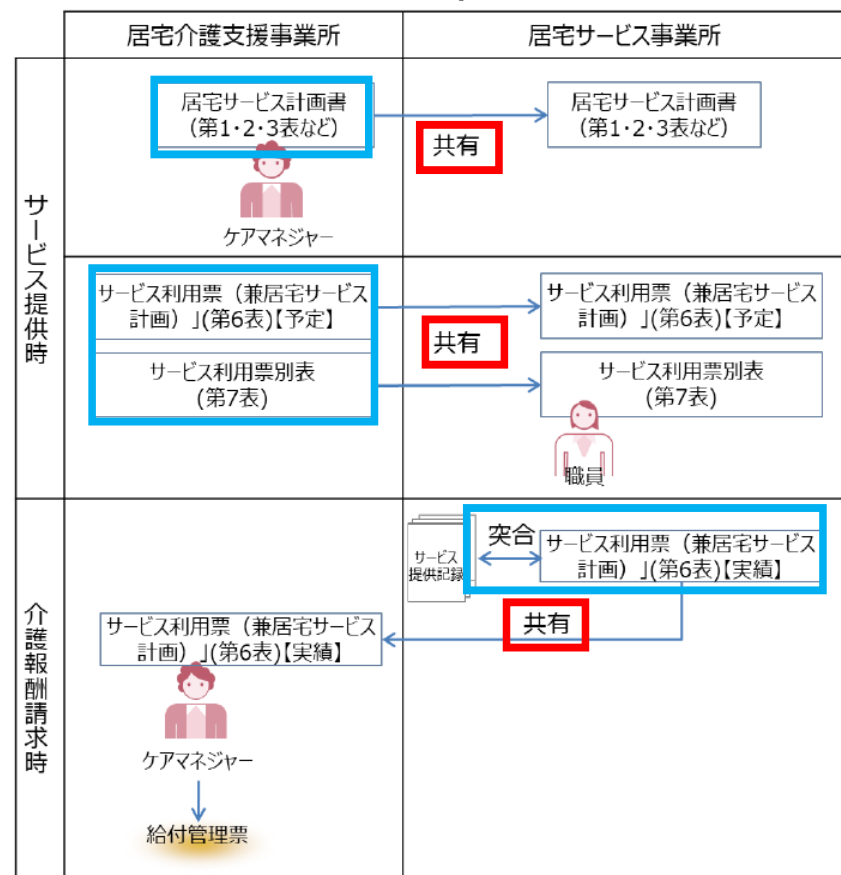 居宅介護支援事業所
居宅サービス事業所
サービス提供時
居宅サービス計画書
(第1・2・3表など)
共有
居宅サービス計画書
(第1・2・3表など)
ケアマネジャー
サービス利用票（兼居宅サービス
計画）」(第6表)【予定】
共有
サービス利用票（兼居宅サービス
計画）」(第6表)【予定】
サービス利用票別表
(第7表)
サービス利用票別表
(第7表)
職員
介護報酬請求時
サービス
提供記録
突合
サービス利用票（兼居宅サービス
計画）」(第6表)【実績】
共有
サービス利用票（兼居宅サービス
計画）」(第6表)【実績】
ケアマネジャー
給付管理票